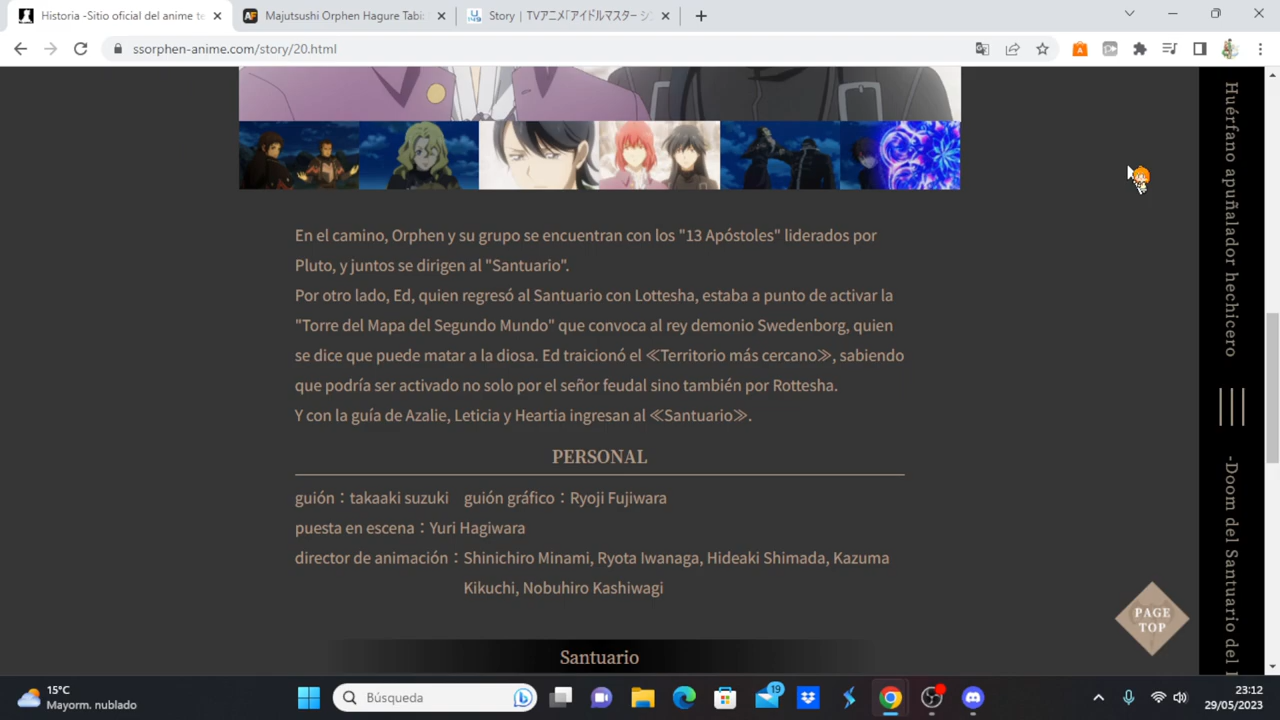 Historia -Sitio oficial del anime te
Majutsushi Orphen Hagure Tabi:
Story | TVアニメ「アイドルマスター シン
ssorphen-anime.com/story/20.html
En el camino, Orphen y su grupo se encuentran con los "13 Apóstoles" liderados por
Pluto, y juntos se dirigen al "Santuario".
Por otro lado, Ed, quien regresó al Santuario con Lottesha, estaba a punto de activar la
"Torre del Mapa del Segundo Mundo" que convoca al rey demonio Swedenborg, quien
se dice que puede matar a la diosa. Ed traicionó el ≪Territorio más cercano≫, sabiendo
que podría ser activado no solo por el señor feudal sino también por Rottesha.
Y con la guía de Azalie, Leticia y Heartia ingresan al ≪Santuario≫.
PERSONAL
guión：takaaki suzuki guión gráfico：Ryoji Fujiwara
puesta en escena：Yuri Hagiwara
director de animación：Shinichiro Minami, Ryota Iwanaga, Hideaki Shimada, Kazuma
Kikuchi, Nobuhiro Kashiwagi
Santuario
Huérfano apuñalador hechicero
-Doom del Santuario del
PAGE
TOP
15°C
Mayorm. nublado
Búsqueda
19
23:12
29/05/2023